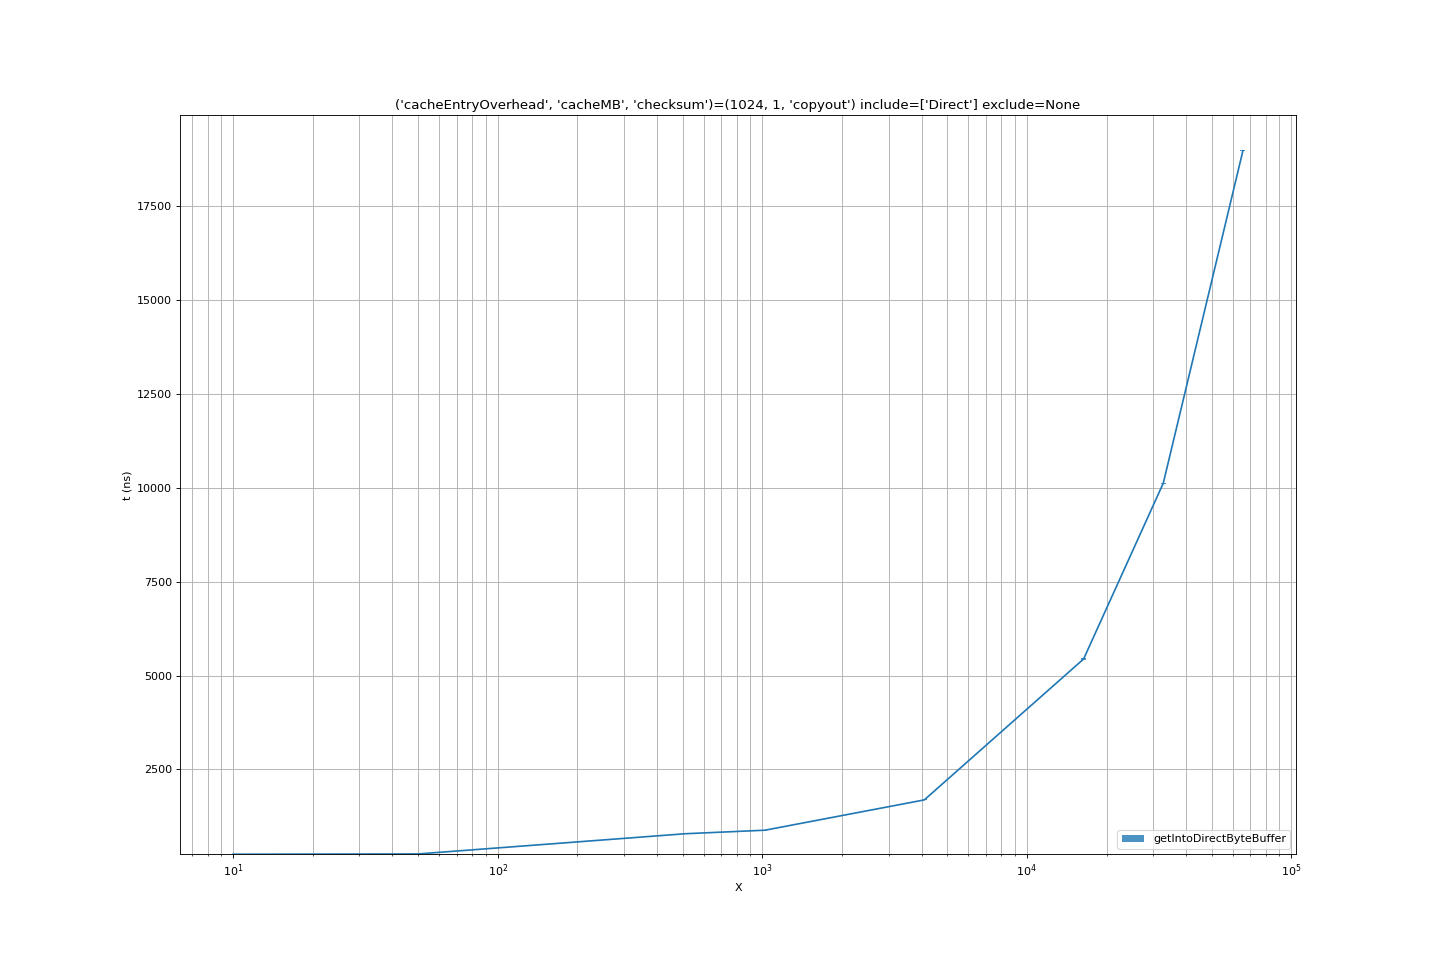 ('cacheEntryOverhead', 'cacheMB', 'checksum')=(1024, 1, 'copyout') include=['Direct'] exclude=None
17500
15000
12500
10000
7500
5000
2500
t (ns)
getIntoDirectByteBuffer
10¹ 10² 10³ 10⁴ 10⁵
X